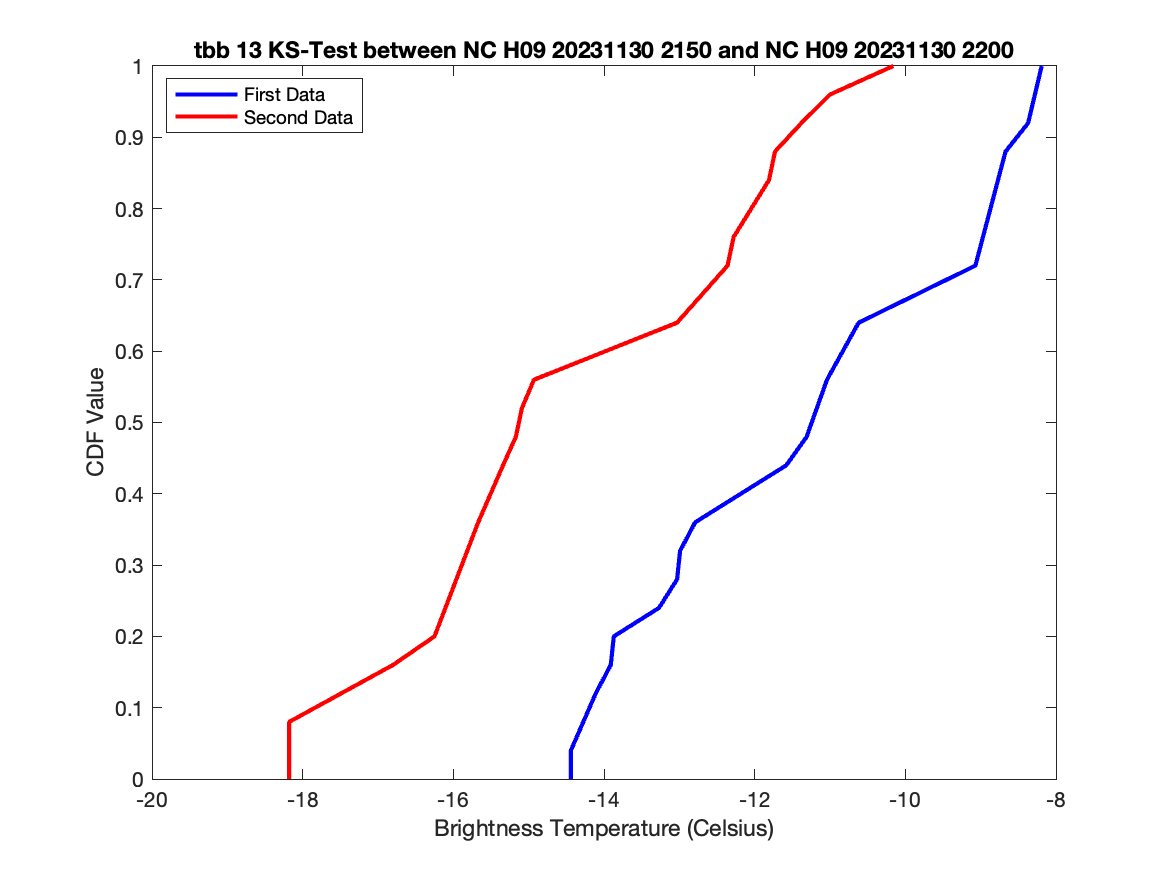 tbb 13 KS-Test between NC H09 20231130 2150 and NC H09 20231130 2200
First Data
Second Data
1
0.9
0.8
0.7
0.6
0.5
0.4
0.3
0.2
0.1
0
CDF Value
-20 -18 -16 -14 -12 -10 -8
Brightness Temperature (Celsius)